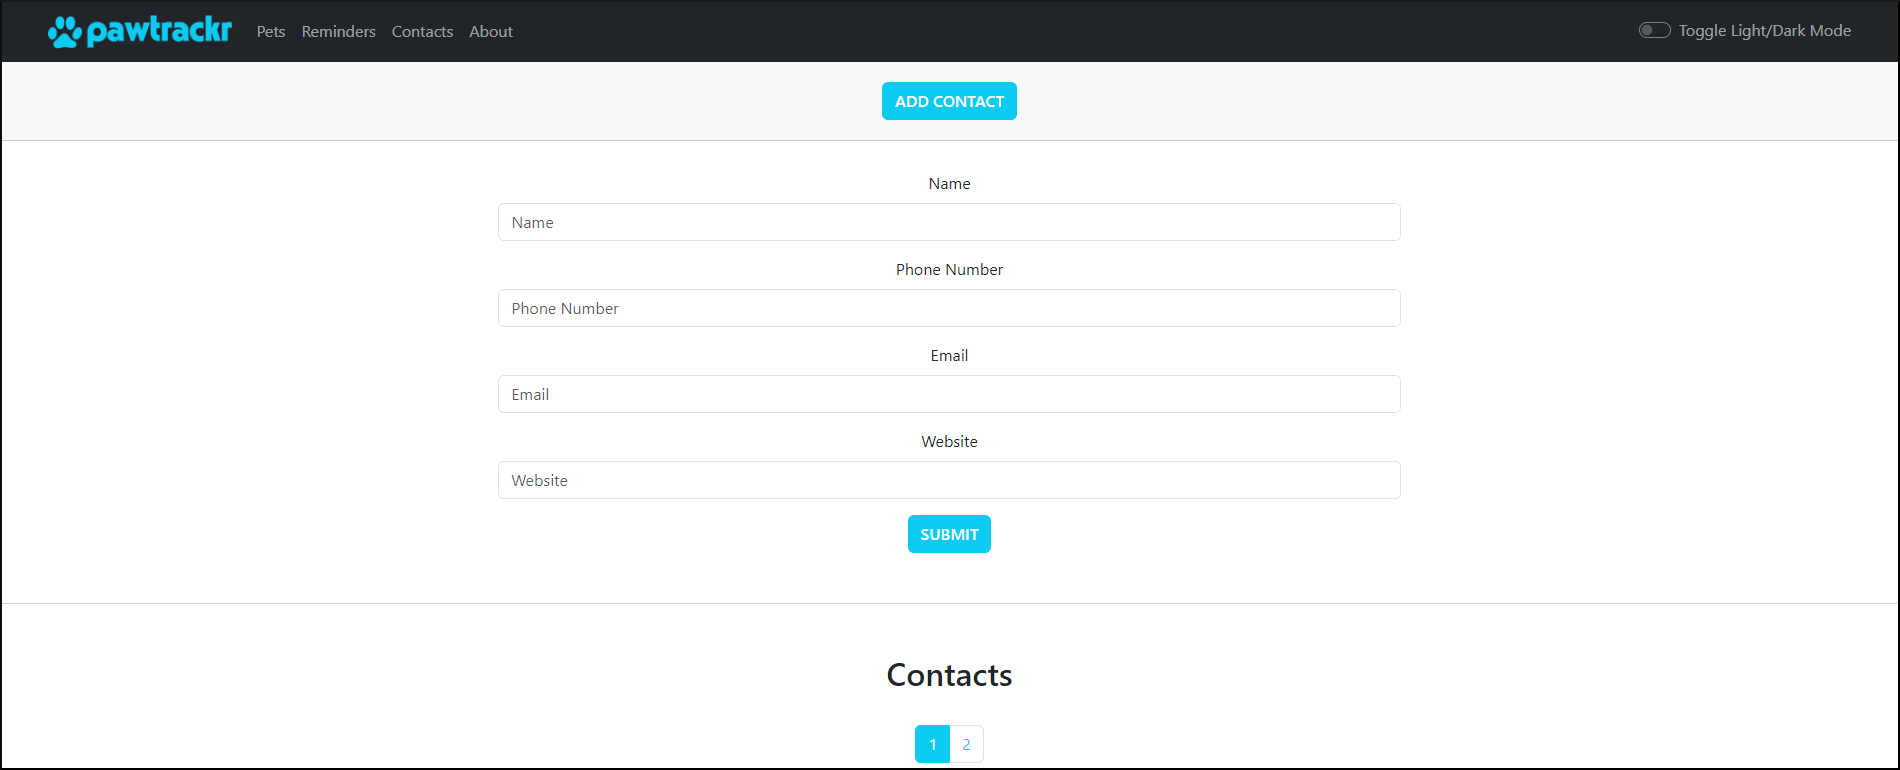 pawtrackr Pets Reminders Contacts About Toggle Light/Dark Mode
ADD CONTACT
Name
Name
Phone Number
Phone Number
Email
Email
Website
Website
SUBMIT
Contacts
1 2